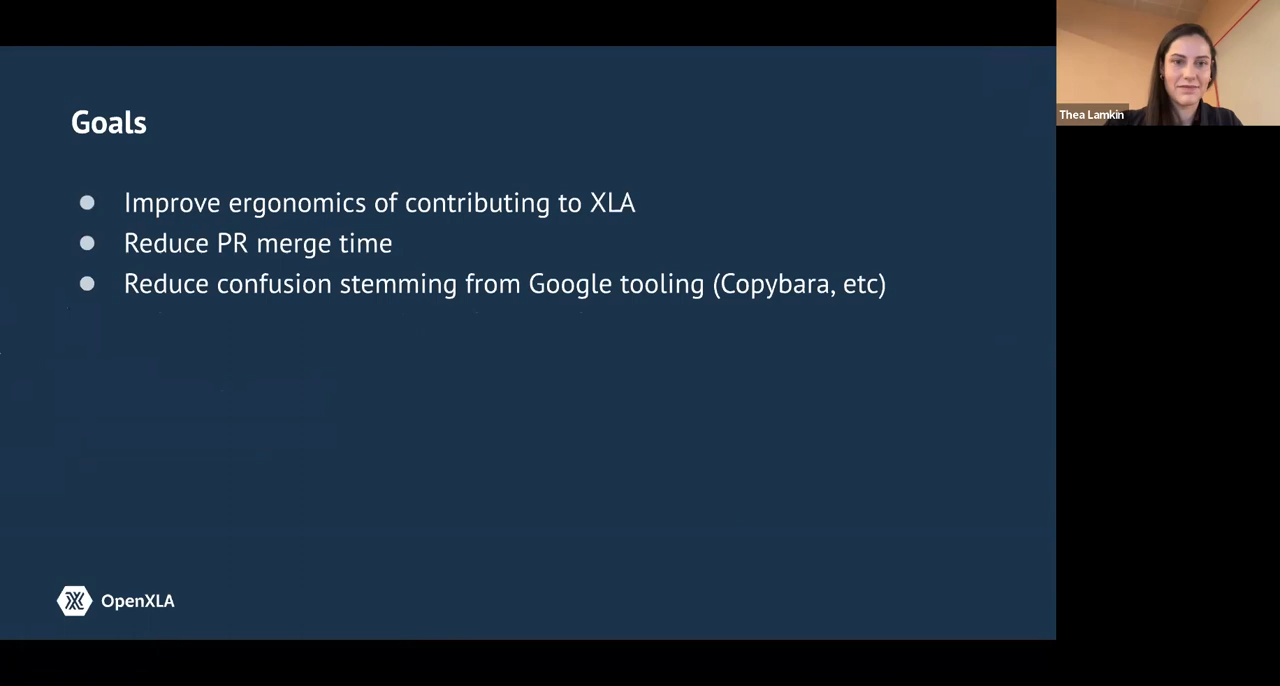 Goals
Improve ergonomics of contributing to XLA
Reduce PR merge time
Reduce confusion stemming from Google tooling (Copybara, etc)
OpenXLA
Thea Lamkin